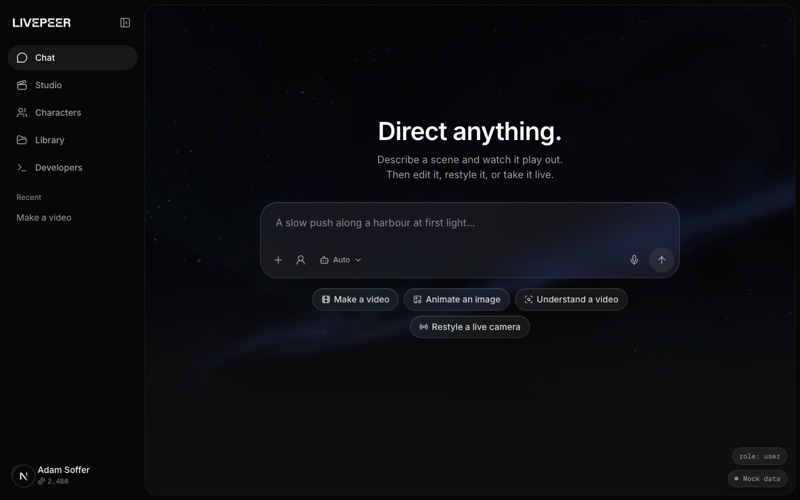 LIVEPEER
Chat
Studio
Characters
Library
Developers
Recent
Make a video
Direct anything.
Describe a scene and watch it play out.
Then edit it, restyle it, or take it live.
A slow push along a harbour at first light...
Auto
Make a video
Animate an image
Understand a video
Restyle a live camera
N
Adam Soffer
2,480
role: user
Mock data